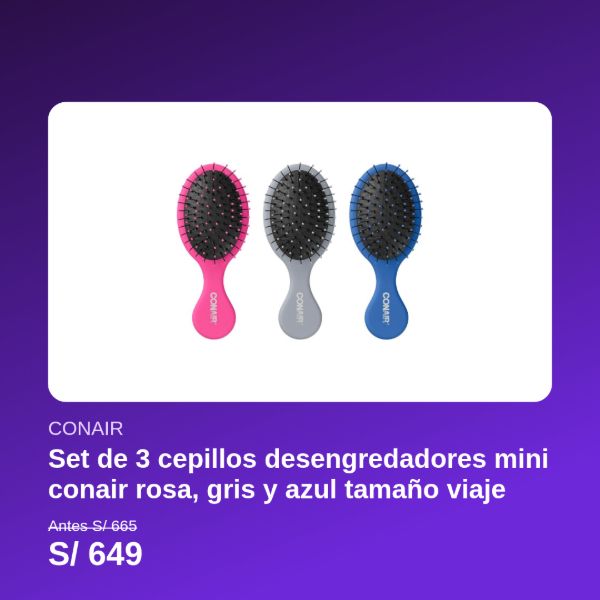 CONAIR
CONAIR
CONAIR
CONAIR
Set de 3 cepillos desengredadores mini
conair rosa, gris y azul tamaño viaje
Antes S/ 665
S/ 649